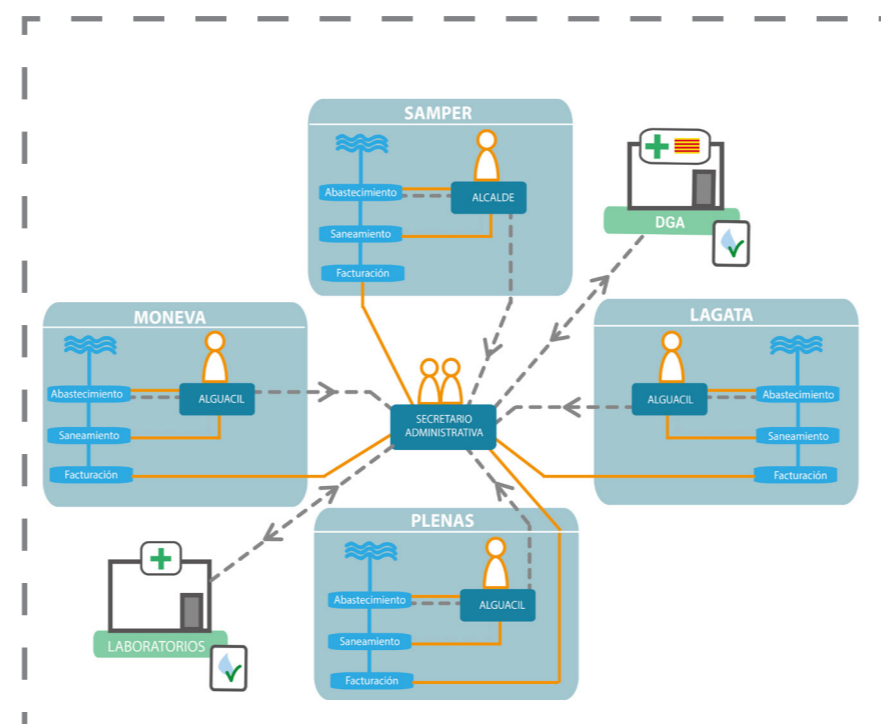 SAMPER
Abastecimiento
ALCALDE
Saneamiento
Facturación
DGA
MONEVA
Abastecimiento
ALGUACIL
Saneamiento
Facturación
SECRETARIO
ADMINISTRATIVA
LAGATA
ALGUACIL
Abastecimiento
Saneamiento
Facturación
PLENAS
Abastecimiento
ALGUACIL
Saneamiento
Facturación
LABORATORIOS